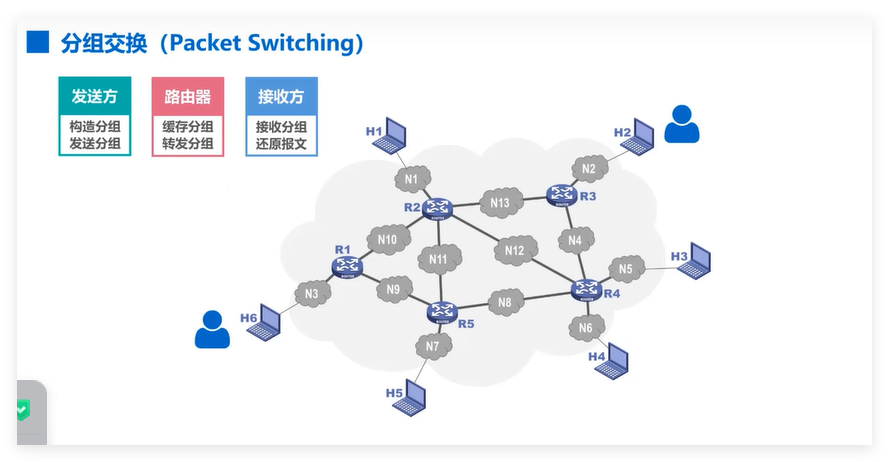 分组交换（Packet Switching）
发送方
构造分组
发送分组
路由器
缓存分组
转发分组
接收方
接收分组
还原报文
H1
H2
N1
N2
R2
N13
R3
N10
N4
R1
N11
N12
H3
N5
N3
N9
N8
R4
H6
R5
N6
N7
H4
H5